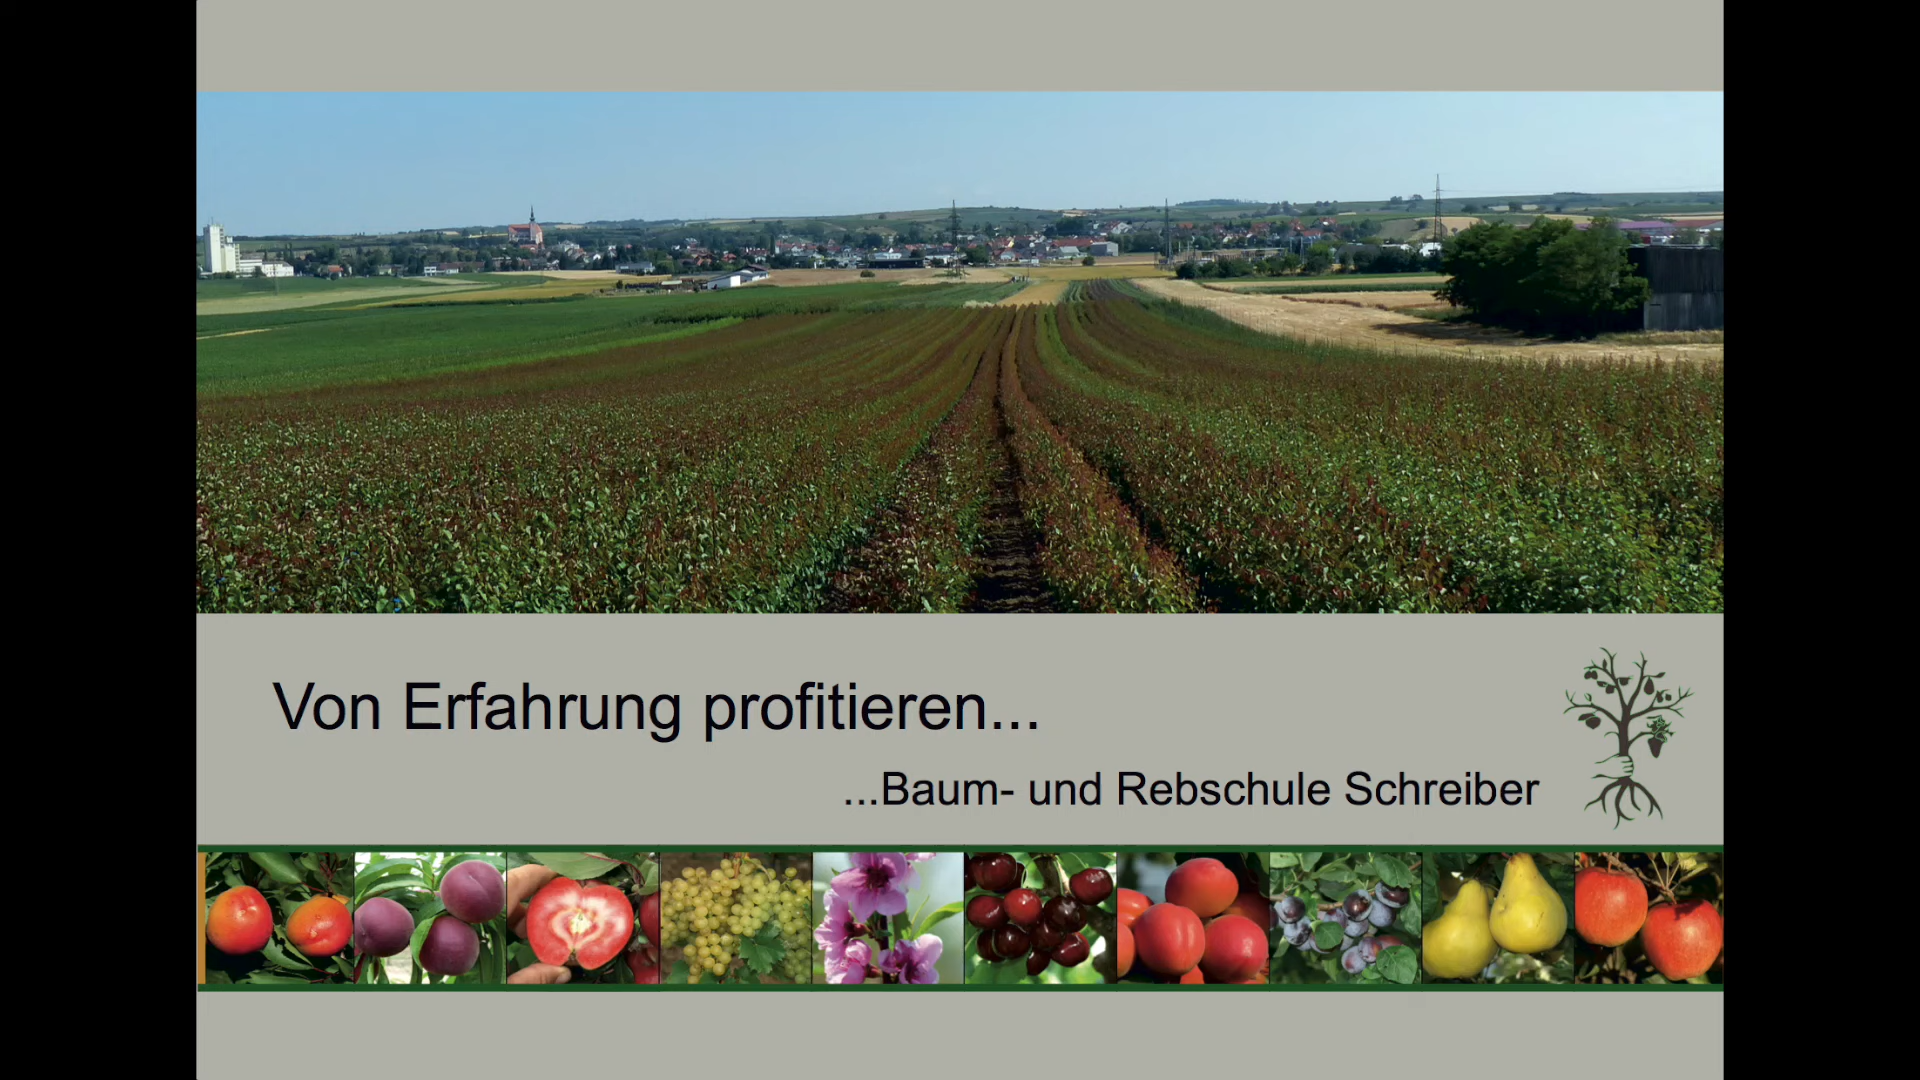 Von Erfahrung profitieren...
...Baum- und Rebschule Schreiber